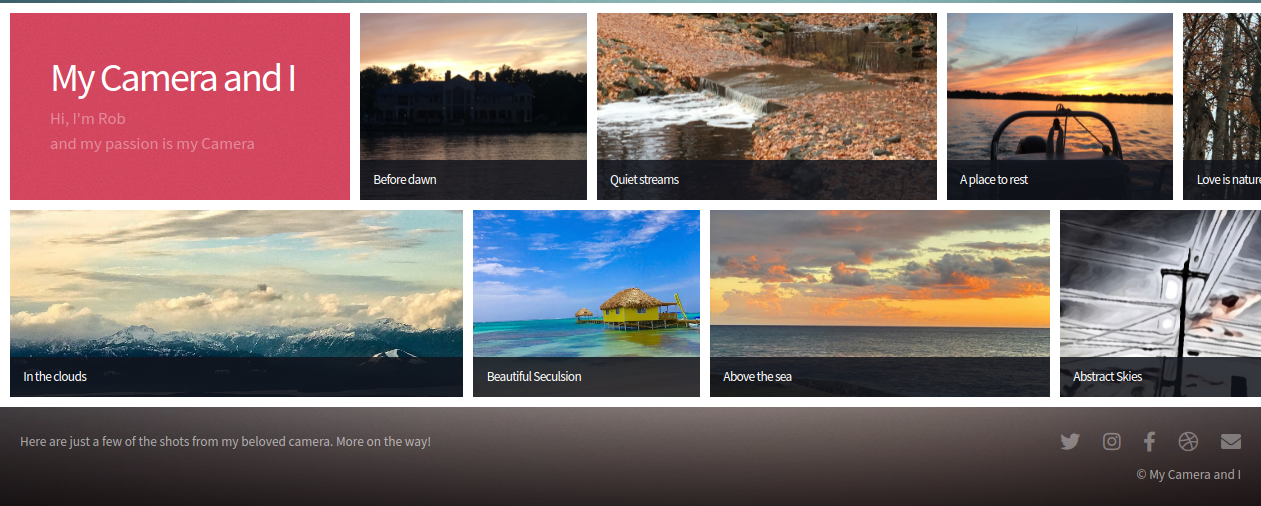 My Camera and I
Hi, I'm Rob
and my passion is my Camera
Before dawn
Quiet streams
A place to rest
Love is nature
In the clouds
Beautiful Seculsion
Above the sea
Abstract Skies
Here are just a few of the shots from my beloved camera. More on the way!
© My Camera and I